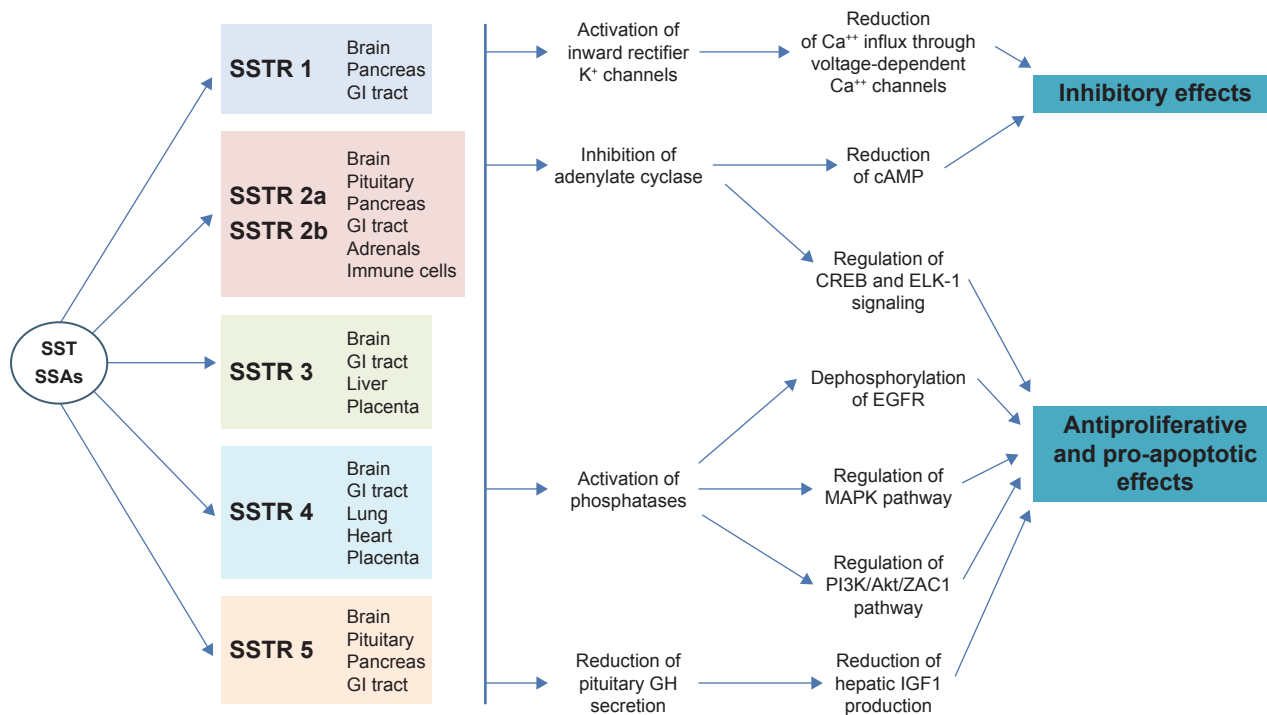 SST
SSAs
SSTR 1
Brain
Pancreas
GI tract
SSTR 2a
SSTR 2b
Brain
Pituitary
Pancreas
GI tract
Adrenals
Immune cells
SSTR 3
Brain
GI tract
Liver
Placenta
SSTR 4
Brain
GI tract
Lung
Heart
Placenta
SSTR 5
Brain
Pituitary
Pancreas
GI tract
Activation of
inward rectifier
K⁺ channels
Reduction
of Ca⁺⁺ influx through
voltage-dependent
Ca⁺⁺ channels
Inhibitory effects
Inhibition of
adenylate cyclase
Reduction
of cAMP
Regulation of
CREB and ELK-1
signaling
Activation of
phosphatases
Dephosphorylation
of EGFR
Regulation of
MAPK pathway
Regulation of
PI3K/Akt/ZAC1
pathway
Antiproliferative
and pro-apoptotic
effects
Reduction of
pituitary GH
secretion
Reduction of
hepatic IGF1
production